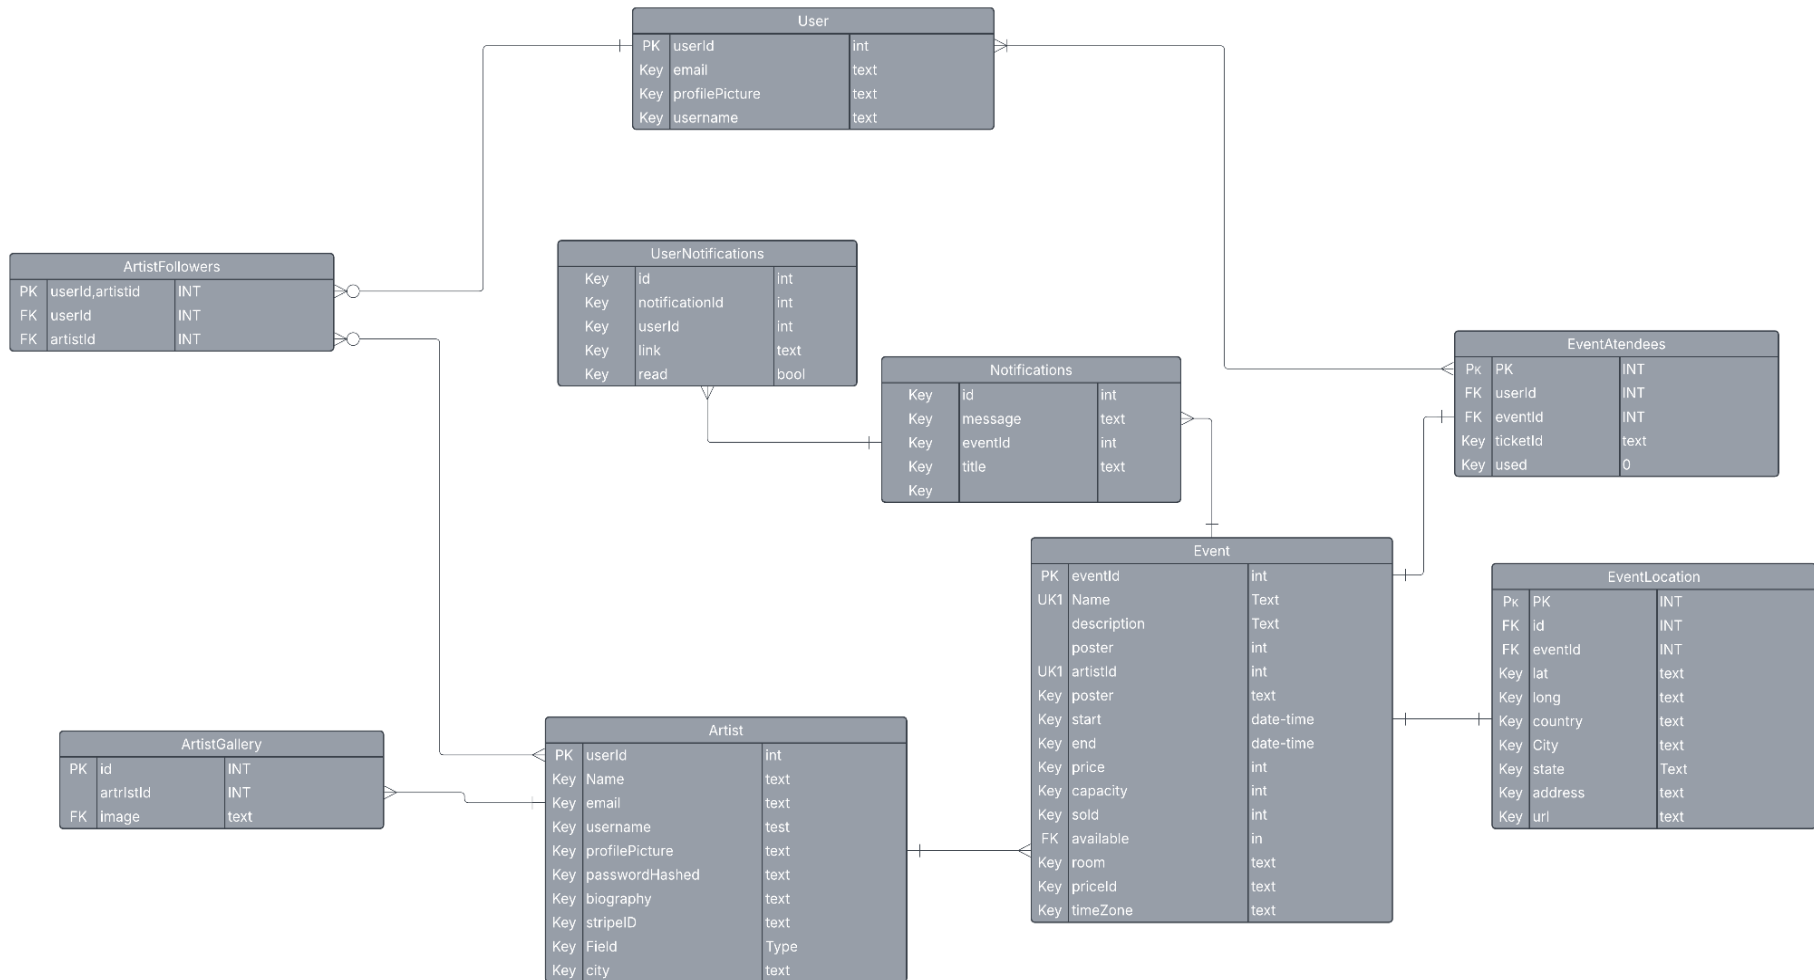 User
PK userId int
Key email text
Key profilePicture text
Key username text
ArtistFollowers
PK userId,artistid INT
FK userId INT
FK artistId INT
UserNotifications
Key id int
Key notificationId int
Key userId int
Key link text
Key read bool
Notifications
Key id int
Key message text
Key eventId int
Key title text
Key
EventAtendees
PK PK INT
FK userId INT
FK eventId INT
Key ticketId text
Key used 0
Event
PK eventId int
UK1 Name Text
description Text
poster int
UK1 artistId int
Key poster text
Key start date-time
Key end date-time
Key price int
Key capacity int
Key sold int
FK available in
Key room text
Key priceId text
Key timeZone text
EventLocation
PK PK INT
FK id INT
FK eventId INT
Key lat text
Key long text
Key country text
Key City text
Key state Text
Key address text
Key url text
ArtistGallery
PK id INT
artrIstId INT
FK image text
Artist
PK userId int
Key Name text
Key email text
Key username test
Key profilePicture text
Key passwordHashed text
Key biography text
Key stripeID text
Key Field Type
Key city text